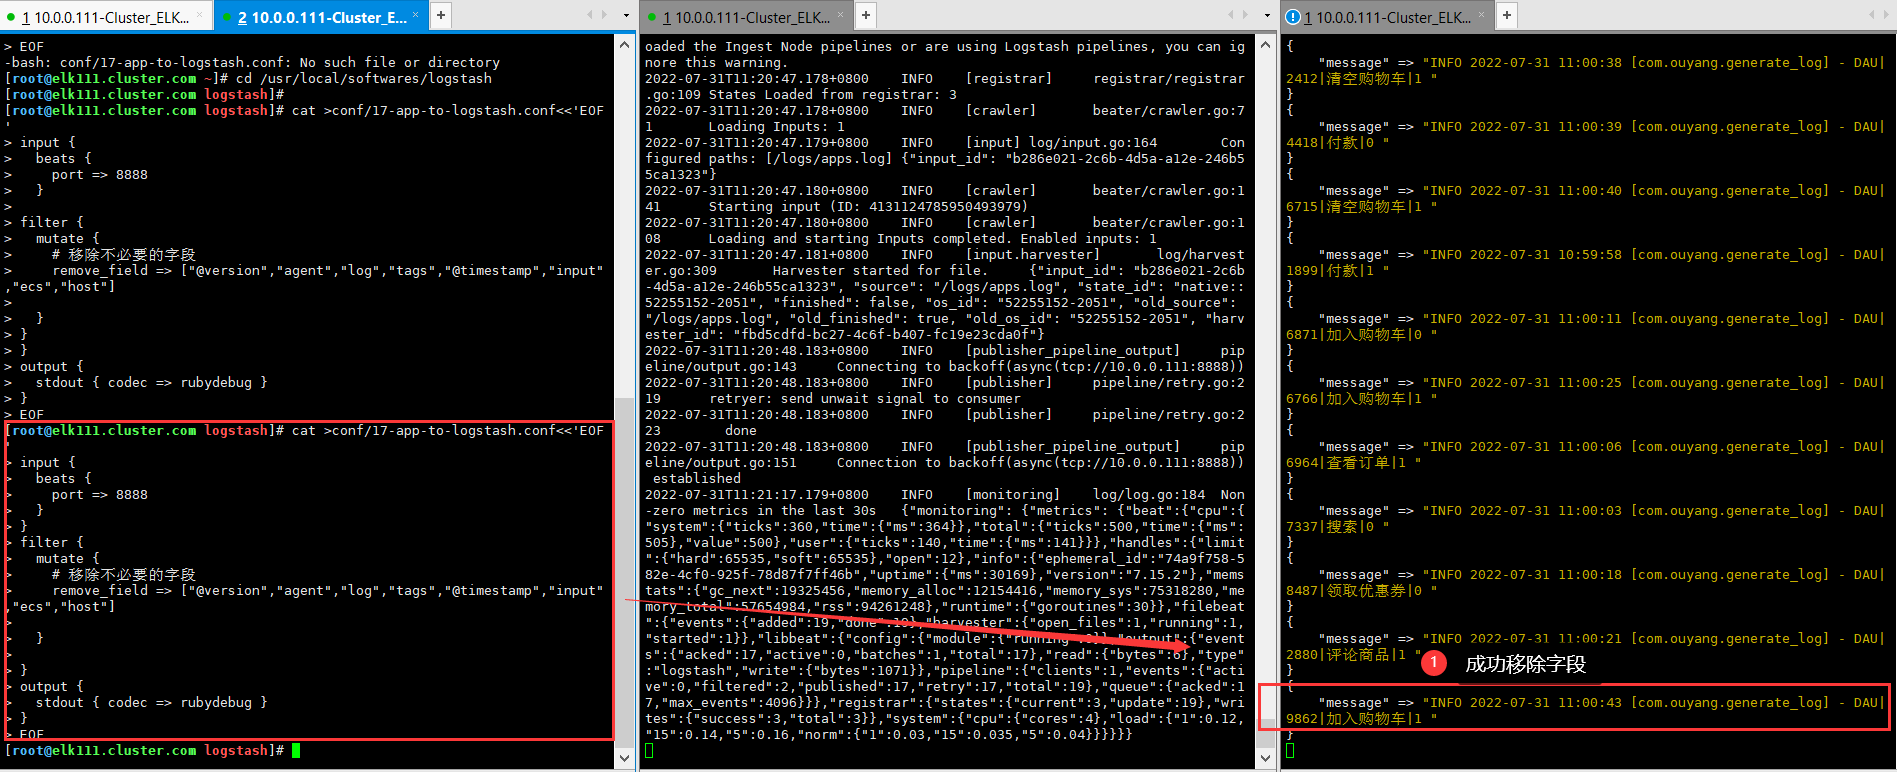 1 10.0.0.111-Cluster_ELK...
2 10.0.0.111-Cluster_E...
> EOF
-bash: conf/17-app-to-logstash.conf: No such file or directory
[root@elk111.cluster.com ~]# cd /usr/local/softwares/logstash
[root@elk111.cluster.com logstash]#
[root@elk111.cluster.com logstash]# cat >conf/17-app-to-logstash.conf<<'EOF
'
> input {
>   beats {
>     port => 8888
>   }
>
> filter {
>   mutate {
>     # 移除不必要的字段
>     remove_field => ["@version","agent","log","tags","@timestamp","input"
,"ecs","host"]
>
>   }
> }
> }
> output {
>   stdout { codec => rubydebug }
> }
> EOF
[root@elk111.cluster.com logstash]# cat >conf/17-app-to-logstash.conf<<'EOF
'
> input {
>   beats {
>     port => 8888
>   }
> }
> filter {
>   mutate {
>     # 移除不必要的字段
>     remove_field => ["@version","agent","log","tags","@timestamp","input"
,"ecs","host"]
>
>   }
>
> }
> output {
>   stdout { codec => rubydebug }
> }
> EOF
[root@elk111.cluster.com logstash]#
1 10.0.0.111-Cluster_ELK...
oaded the Ingest Node pipelines or are using Logstash pipelines, you can ig
nore this warning.
2022-07-31T11:20:47.178+0800    INFO    [registrar]     registrar/registrar
.go:109 States Loaded from registrar: 3
2022-07-31T11:20:47.178+0800    INFO    [crawler]       beater/crawler.go:7
1       Loading Inputs: 1
2022-07-31T11:20:47.179+0800    INFO    [input] log/input.go:164        Con
figured paths: [/logs/apps.log] {"input_id": "b286e021-2c6b-4d5a-a12e-246b5
5ca1323"}
2022-07-31T11:20:47.180+0800    INFO    [crawler]       beater/crawler.go:1
41      Starting input (ID: 4131124785950493979)
2022-07-31T11:20:47.180+0800    INFO    [crawler]       beater/crawler.go:1
08      Loading and starting Inputs completed. Enabled inputs: 1
2022-07-31T11:20:47.181+0800    INFO    [input.harvester]       log/harvest
er.go:309       Harvester started for file.     {"input_id": "b286e021-2c6b
-4d5a-a12e-246b55ca1323", "source": "/logs/apps.log", "state_id": "native::
52255152-2051", "finished": false, "os_id": "52255152-2051", "old_source":
"/logs/apps.log", "old_finished": true, "old_os_id": "52255152-2051", "harv
ester_id": "fbd5cdfd-bc27-4c6f-b407-fc19e23cda0f"}
2022-07-31T11:20:48.183+0800    INFO    [publisher_pipeline_output]     pip
eline/output.go:143     Connecting to backoff(async(tcp://10.0.0.111:8888))
2022-07-31T11:20:48.183+0800    INFO    [publisher]     pipeline/retry.go:2
19      retryer: send unwait signal to consumer
2022-07-31T11:20:48.183+0800    INFO    [publisher]     pipeline/retry.go:2
23        done
2022-07-31T11:20:48.183+0800    INFO    [publisher_pipeline_output]     pip
eline/output.go:151     Connection to backoff(async(tcp://10.0.0.111:8888))
 established
2022-07-31T11:21:17.179+0800    INFO    [monitoring]    log/log.go:184  Non
-zero metrics in the last 30s   {"monitoring": {"metrics": {"beat":{"cpu":{
"system":{"ticks":360,"time":{"ms":364}},"total":{"ticks":500,"time":{"ms":
505},"value":500},"user":{"ticks":140,"time":{"ms":141}}},"handles":{"limit
":{"hard":65535,"soft":65535},"open":12},"info":{"ephemeral_id":"74a9f758-5
82e-4cf0-925f-78d87f7ff46b","uptime":{"ms":30169},"version":"7.15.2"},"mems
tats":{"gc_next":19325456,"memory_alloc":12154416,"memory_sys":75318280,"me
mory_total":57654984,"rss":94261248},"runtime":{"goroutines":30}},"filebeat
":{"events":{"added":19,"done":19},"harvester":{"open_files":1,"running":1,
"started":1}},"libbeat":{"config":{"module":{"running":0}},"output":{"event
s":{"acked":17,"active":0,"batches":1,"total":17},"read":{"bytes":6},"type"
:"logstash","write":{"bytes":1071}},"pipeline":{"clients":1,"events":{"acti
ve":0,"filtered":2,"published":17,"retry":17,"total":19},"queue":{"acked":1
7,"max_events":4096}}},"registrar":{"states":{"current":3,"update":19},"wri
tes":{"success":3,"total":3}},"system":{"cpu":{"cores":4},"load":{"1":0.12,
"15":0.14,"5":0.16,"norm":{"1":0.03,"15":0.035,"5":0.04}}}}}}
1 10.0.0.111-Cluster_ELK...
{
    "message" => "INFO 2022-07-31 11:00:38 [com.ouyang.generate_log] - DAU|
2412|清空购物车|1 "
}
{
    "message" => "INFO 2022-07-31 11:00:39 [com.ouyang.generate_log] - DAU|
4418|付款|0 "
}
{
    "message" => "INFO 2022-07-31 11:00:40 [com.ouyang.generate_log] - DAU|
6715|清空购物车|1 "
}
{
    "message" => "INFO 2022-07-31 10:59:58 [com.ouyang.generate_log] - DAU|
1899|付款|1 "
}
{
    "message" => "INFO 2022-07-31 11:00:11 [com.ouyang.generate_log] - DAU|
6871|加入购物车|0 "
}
{
    "message" => "INFO 2022-07-31 11:00:25 [com.ouyang.generate_log] - DAU|
6766|加入购物车|1 "
}
{
    "message" => "INFO 2022-07-31 11:00:06 [com.ouyang.generate_log] - DAU|
6964|查看订单|1 "
}
{
    "message" => "INFO 2022-07-31 11:00:03 [com.ouyang.generate_log] - DAU|
7337|搜索|0 "
}
{
    "message" => "INFO 2022-07-31 11:00:18 [com.ouyang.generate_log] - DAU|
8487|领取优惠券|0 "
}
{
    "message" => "INFO 2022-07-31 11:00:21 [com.ouyang.generate_log] - DAU|
2880|评论商品|1 "
}
1 成功移除字段
{
    "message" => "INFO 2022-07-31 11:00:43 [com.ouyang.generate_log] - DAU|
9862|加入购物车|1 "
}